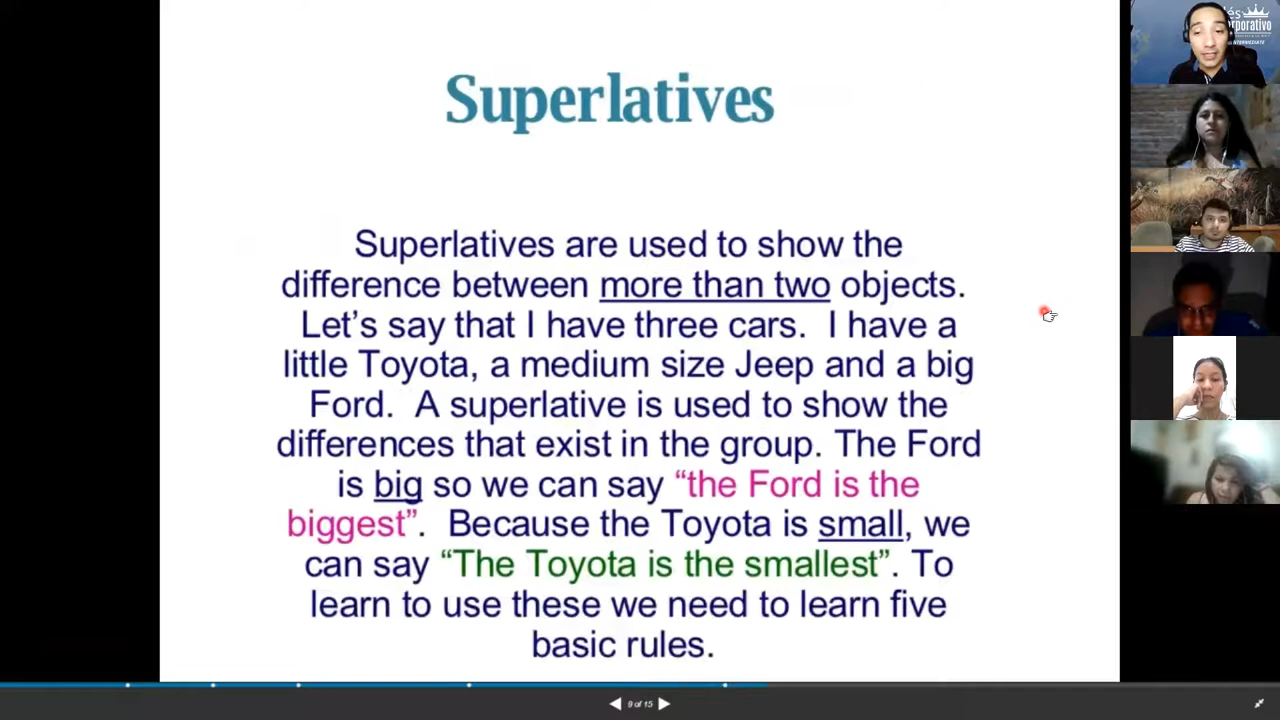 Superlatives
Superlatives are used to show the
difference between more than two objects.
Let’s say that I have three cars.  I have a
little Toyota, a medium size Jeep and a big
Ford.  A superlative is used to show the
differences that exist in the group. The Ford
is big so we can say “the Ford is the
biggest”.  Because the Toyota is small, we
can say “The Toyota is the smallest”. To
learn to use these we need to learn five
basic rules.
9 of 15